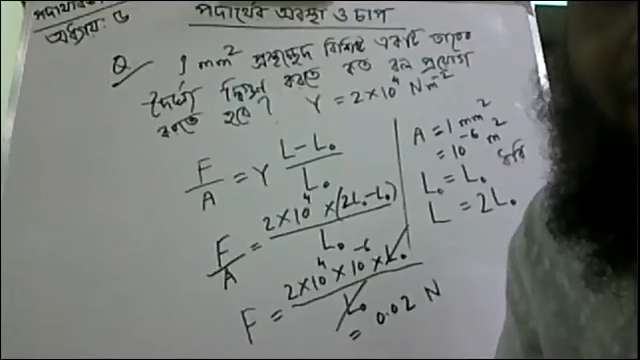 অধ্যায়: ৫
পদার্থের অবস্থা ও চাপ
Q 1 mm² প্রস্থচ্ছেদ বিশিষ্ট একটি তারের
দৈর্ঘ্য দ্বিগুণ করতে কত বল প্রয়োগ
করতে হবে? Y = 2×10⁴ Nm⁻²
F/A = Y (L-L₀)/L₀
F/A = (2×10⁴×(2L₀-L₀))/L₀
F = (2×10⁴×10⁻⁶×L₀)/L₀
= 0.02 N
A = 1 mm²
= 10⁻⁶ m²
ধরি
L₀ = L₀
L = 2L₀